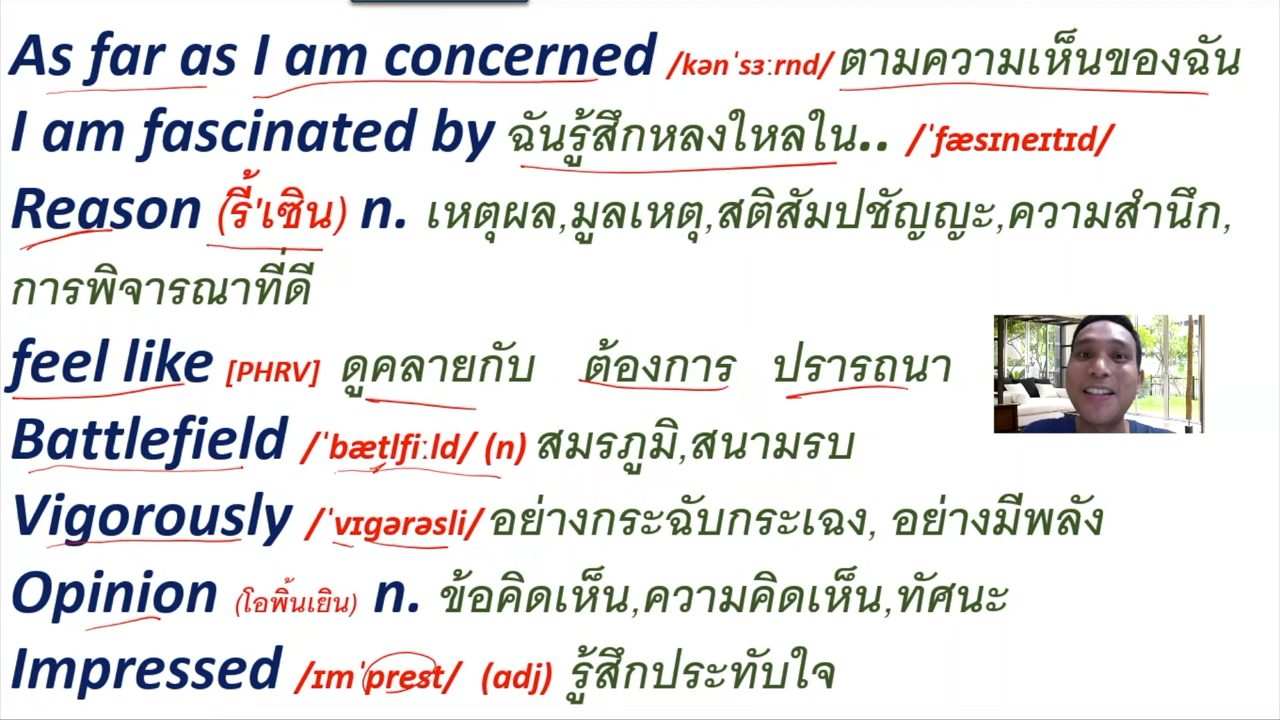 As far as I am concerned /kənˈsɜːrnd/ ตามความเห็นของฉัน
I am fascinated by ฉันรู้สึกหลงใหลใน.. /ˈfæsɪneɪtɪd/
Reason (รี้'เซิน) n. เหตุผล,มูลเหตุ,สติสัมปชัญญะ,ความสำนึก,
การพิจารณาที่ดี
feel like [PHRV] ดูคลายกับ ต้องการ ปรารถนา
Battlefield /ˈbætlfiːld/ (n) สมรภูมิ,สนามรบ
Vigorously /ˈvɪgərəsli/ อย่างกระฉับกระเฉง, อย่างมีพลัง
Opinion (โอพิ้นเยิน) n. ข้อคิดเห็น,ความคิดเห็น,ทัศนะ
Impressed /ɪmˈprest/ (adj) รู้สึกประทับใจ